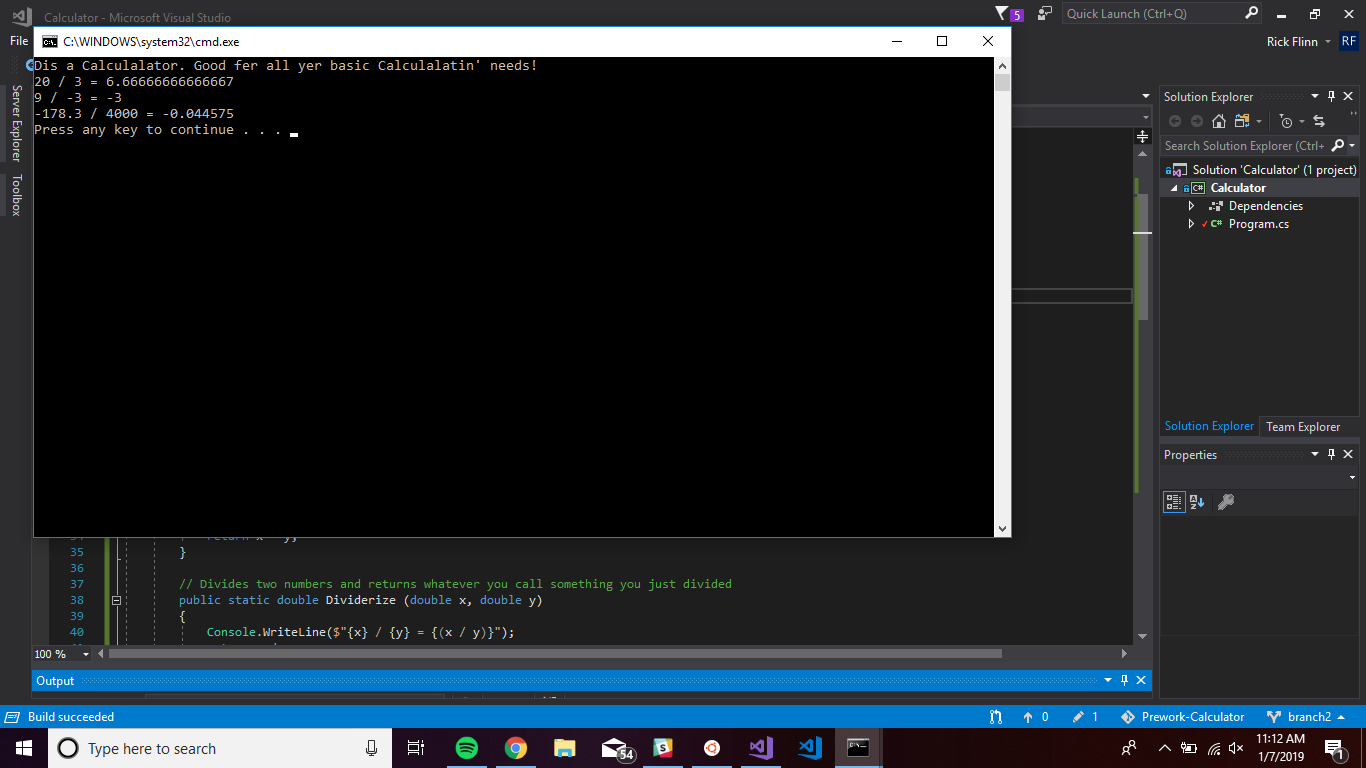 Calculator - Microsoft Visual Studio
5
Quick Launch (Ctrl+Q)
File
C:\WINDOWS\system32\cmd.exe
Rick Flinn
RF
Dis a Calculalator. Good fer all yer basic Calculalatin' needs!
20 / 3 = 6.66666666666667
9 / -3 = -3
-178.3 / 4000 = -0.044575
Press any key to continue . . .
Server Explorer
Toolbox
Solution Explorer
Search Solution Explorer (Ctrl+
Solution 'Calculator' (1 project)
C# Calculator
Dependencies
C# Program.cs
Solution Explorer
Team Explorer
Properties
35 }
36
37 // Divides two numbers and returns whatever you call something you just divided
38 public static double Dividerize (double x, double y)
39 {
40 Console.WriteLine($"{x} / {y} = {(x / y)}");
100 %
Output
Build succeeded
0
1
Prework-Calculator
branch2
Type here to search
54
11:12 AM
1/7/2019
1